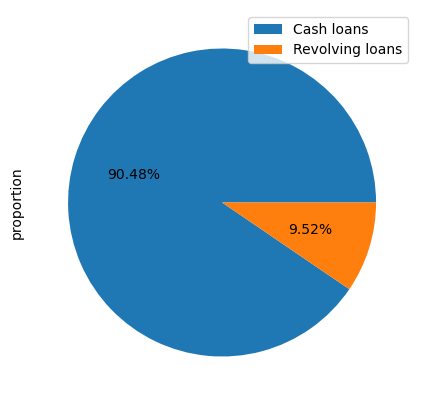 Cash loans
Revolving loans
90.48%
9.52%
proportion